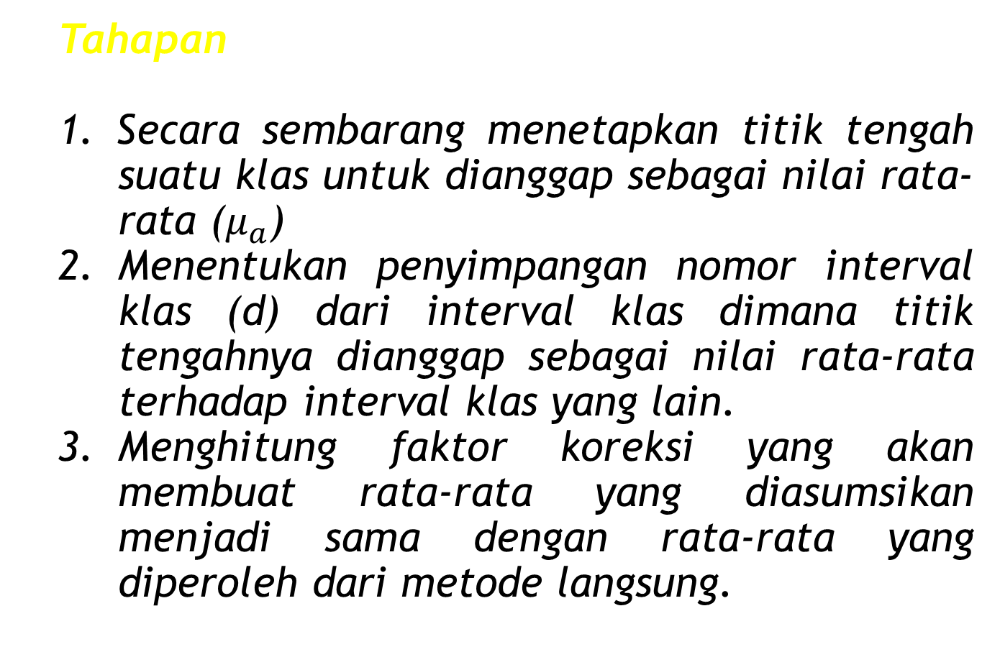 Tahapan
1. Secara sembarang menetapkan titik tengah
suatu klas untuk dianggap sebagai nilai rata-
rata (μₐ)
2. Menentukan penyimpangan nomor interval
klas (d) dari interval klas dimana titik
tengahnya dianggap sebagai nilai rata-rata
terhadap interval klas yang lain.
3. Menghitung faktor koreksi yang akan
membuat rata-rata yang diasumsikan
menjadi sama dengan rata-rata yang
diperoleh dari metode langsung.